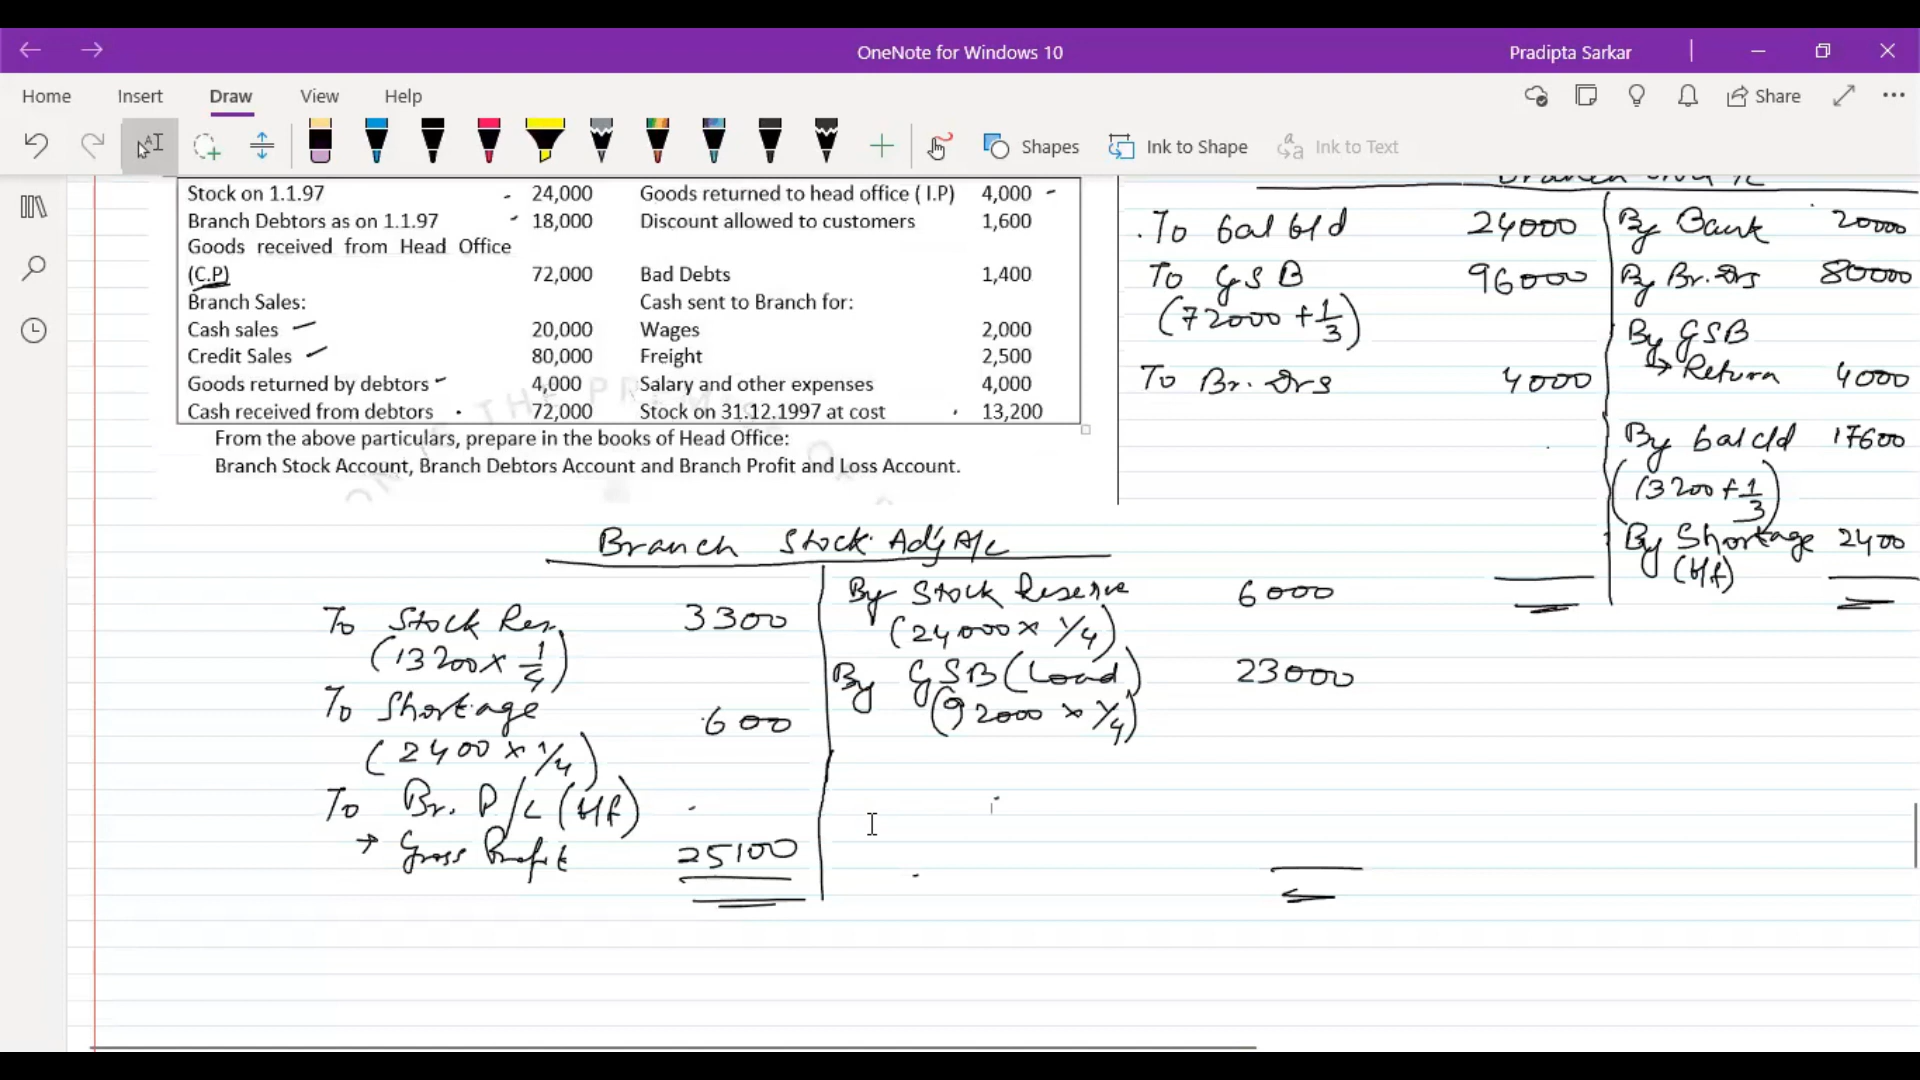 OneNote for Windows 10
Pradipta Sarkar
Home Insert Draw View Help
Share
Shapes Ink to Shape Ink to Text
Stock on 1.1.97 24,000 Goods returned to head office ( I.P) 4,000
Branch Debtors as on 1.1.97 18,000 Discount allowed to customers 1,600
Goods received from Head Office
(C.P) 72,000 Bad Debts 1,400
Branch Sales: Cash sent to Branch for:
Cash sales 20,000 Wages 2,000
Credit Sales 80,000 Freight 2,500
Goods returned by debtors 4,000 Salary and other expenses 4,000
Cash received from debtors 72,000 Stock on 31.12.1997 at cost 13,200
From the above particulars, prepare in the books of Head Office:
Branch Stock Account, Branch Debtors Account and Branch Profit and Loss Account.
To bal b/d 24000 By Bank 20000
To GSB 96000 By Br. Drs 80000
(72000 + 1/3)
By GSB
→ Return 4000
To Br. Drs 4000
By bal c/d 17600
(13200 + 1/3)
By Shortage 2400
(b/f)
Branch Stock Adj A/c
To Stock Res. 3300
(13200 x 1/4)
To Shortage 600
(2400 x 1/4)
To Br. P/L (b/f)
→ Gross Profit 25100
By Stock Reserve 6000
(24000 x 1/4)
By GSB (Load) 23000
(92000 x 1/4)